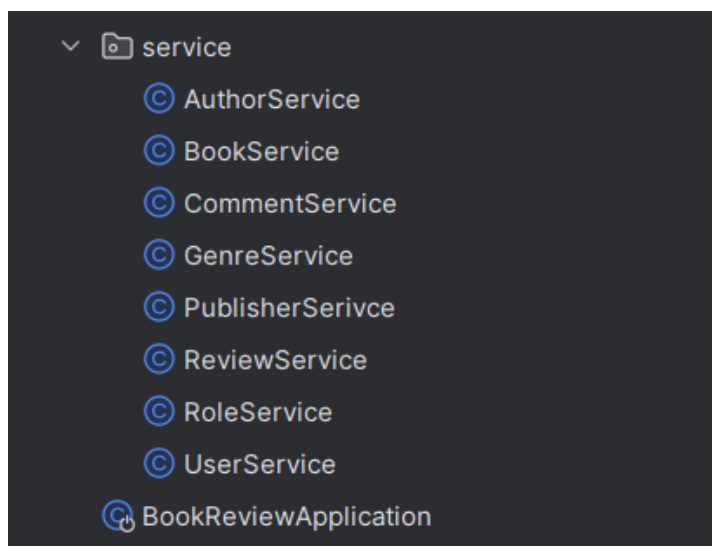 service
AuthorService
BookService
CommentService
GenreService
PublisherSerivce
ReviewService
RoleService
UserService
BookReviewApplication